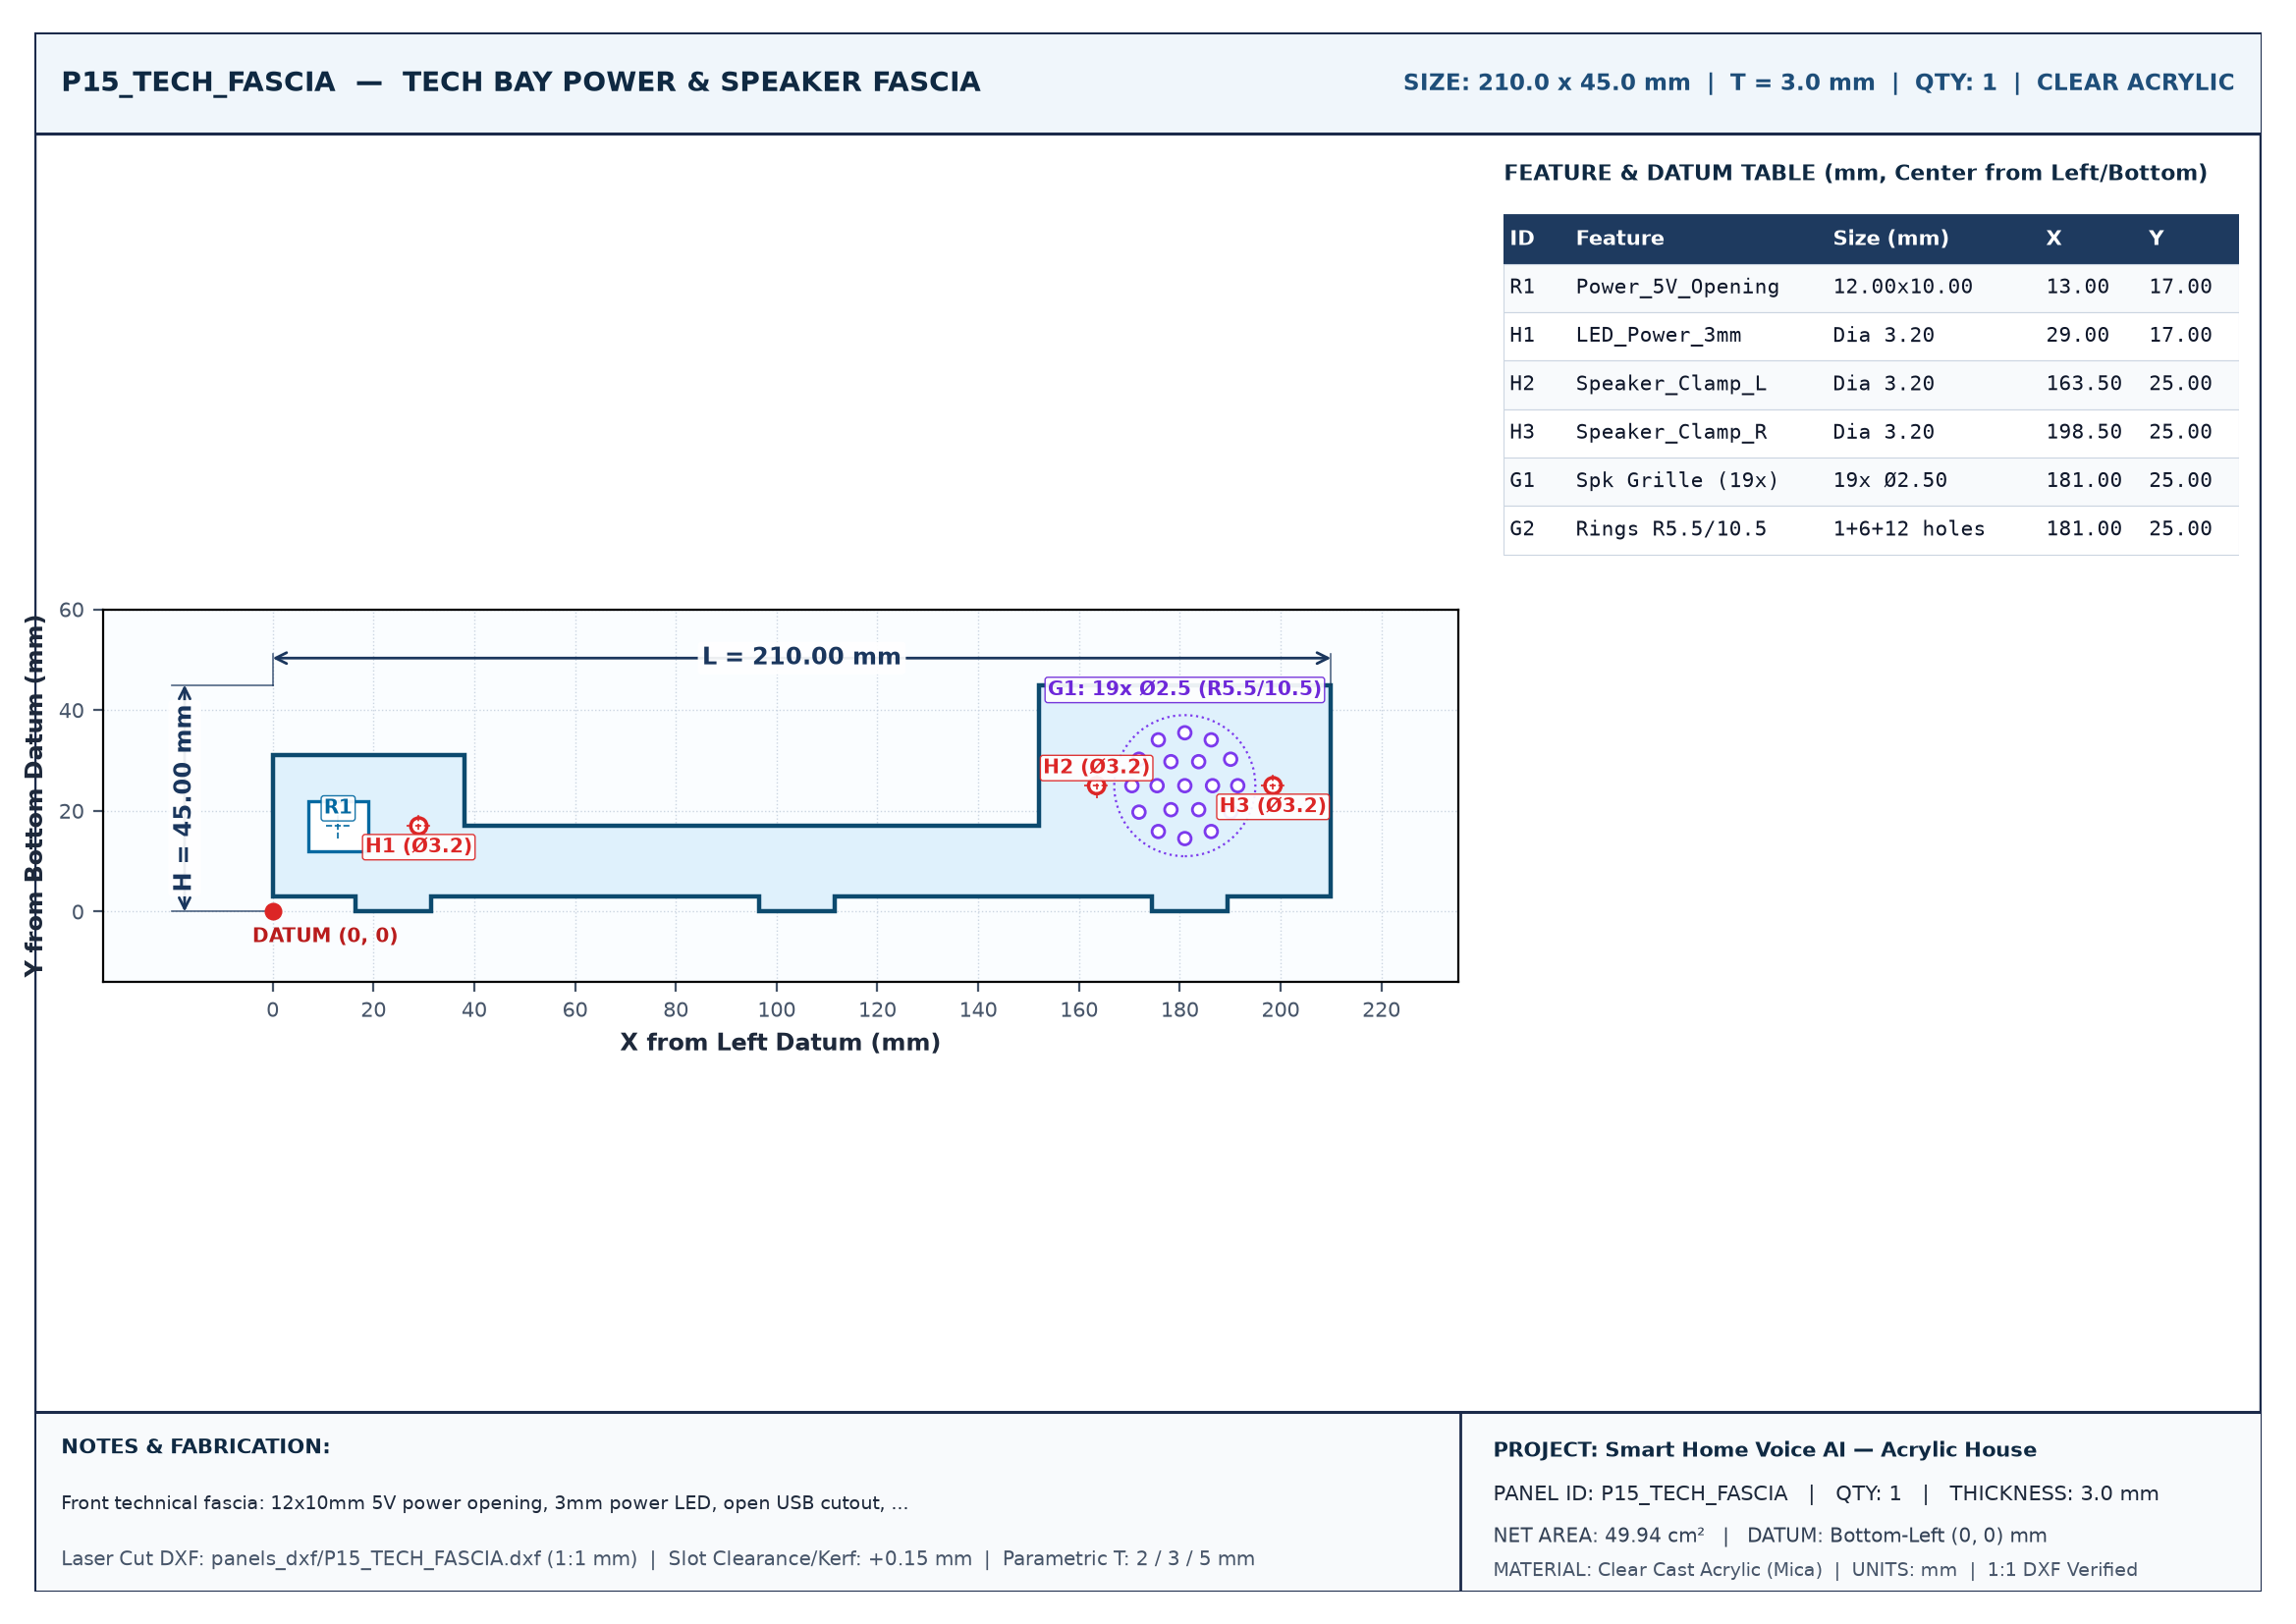 P15_TECH_FASCIA — TECH BAY POWER & SPEAKER FASCIA
SIZE: 210.0 x 45.0 mm | T = 3.0 mm | QTY: 1 | CLEAR ACRYLIC
FEATURE & DATUM TABLE (mm, Center from Left/Bottom)
ID Feature Size (mm) X Y
R1 Power_5V_Opening 12.00x10.00 13.00 17.00
H1 LED_Power_3mm Dia 3.20 29.00 17.00
H2 Speaker_Clamp_L Dia 3.20 163.50 25.00
H3 Speaker_Clamp_R Dia 3.20 198.50 25.00
G1 Spk Grille (19x) 19x Ø2.50 181.00 25.00
G2 Rings R5.5/10.5 1+6+12 holes 181.00 25.00
Y from Bottom Datum (mm)
60
40
20
0
L = 210.00 mm
H = 45.00 mm
G1: 19x Ø2.5 (R5.5/10.5)
H2 (Ø3.2)
R1
H3 (Ø3.2)
H1 (Ø3.2)
DATUM (0, 0)
0 20 40 60 80 100 120 140 160 180 200 220
X from Left Datum (mm)
NOTES & FABRICATION:
Front technical fascia: 12x10mm 5V power opening, 3mm power LED, open USB cutout, ...
Laser Cut DXF: panels_dxf/P15_TECH_FASCIA.dxf (1:1 mm) | Slot Clearance/Kerf: +0.15 mm | Parametric T: 2 / 3 / 5 mm
PROJECT: Smart Home Voice AI — Acrylic House
PANEL ID: P15_TECH_FASCIA | QTY: 1 | THICKNESS: 3.0 mm
NET AREA: 49.94 cm² | DATUM: Bottom-Left (0, 0) mm
MATERIAL: Clear Cast Acrylic (Mica) | UNITS: mm | 1:1 DXF Verified